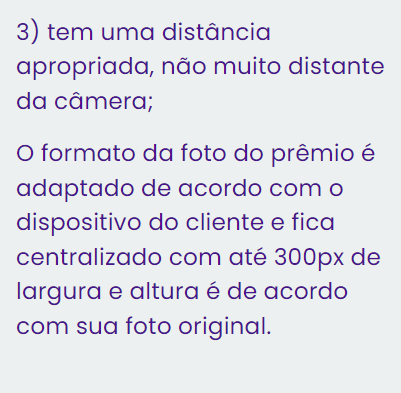 3) tem uma distância
apropriada, não muito distante
da câmera;
O formato da foto do prêmio é
adaptado de acordo com o
dispositivo do cliente e fica
centralizado com até 300px de
largura e altura é de acordo
com sua foto original.